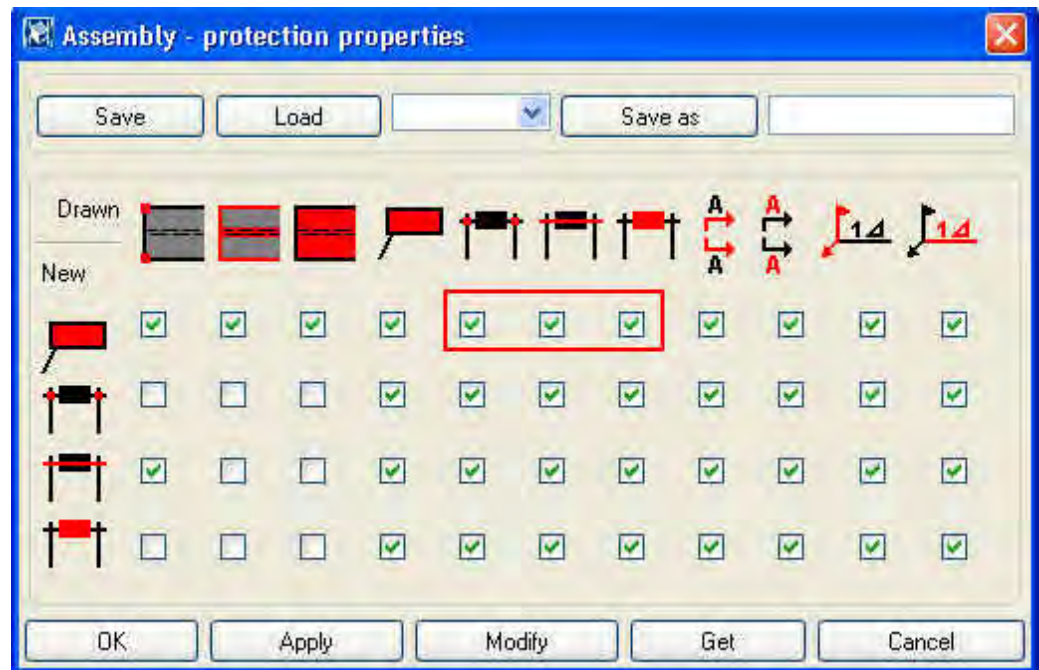 Assembly - protection properties
Save Load Save as
Drawn
New
A A
A A
1 1
OK Apply Modify Get Cancel